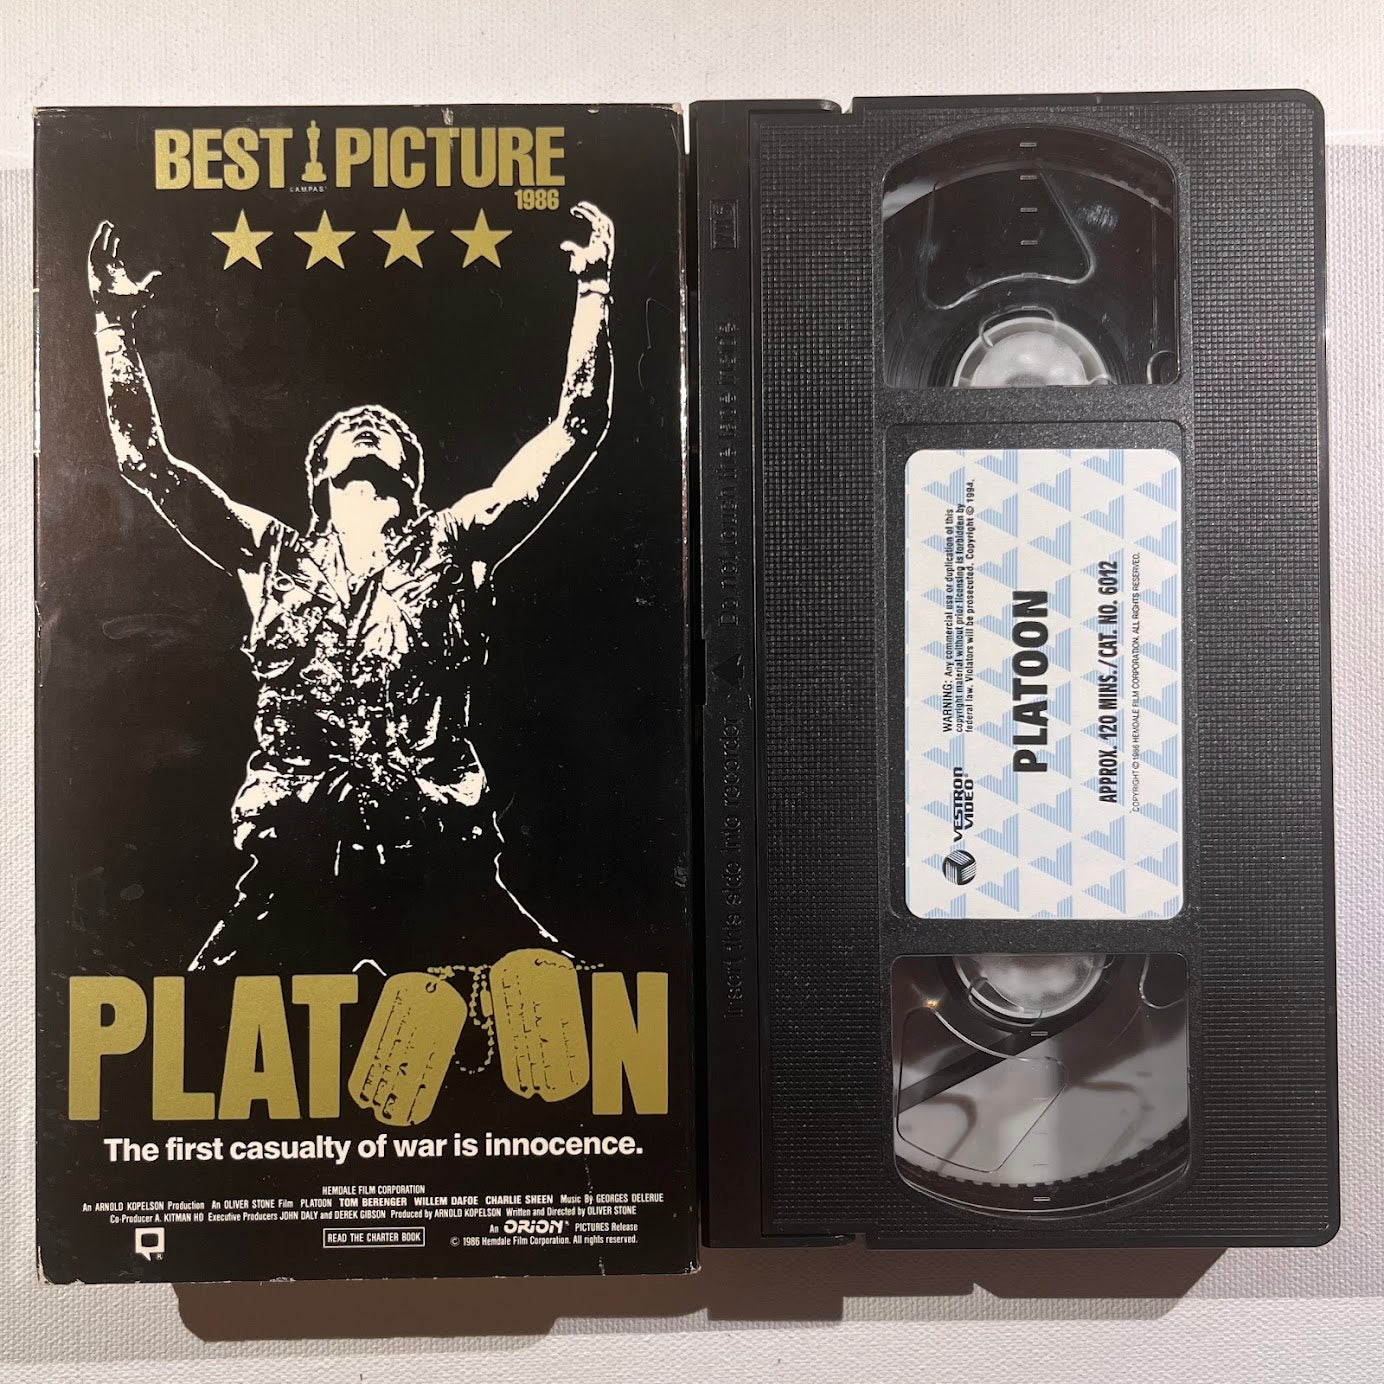 BEST PICTURE
©A.M.P.A.S.®
1986
PLATOON
The first casualty of war is innocence.
HEMDALE FILM CORPORATION
An ARNOLD KOPELSON Production An OLIVER STONE Film PLATOON TOM BERENGER WILLEM DAFOE CHARLIE SHEEN Music By GEORGES DELERUE
Co-Producer A. KITMAN HO Executive Producers JOHN DALY and DEREK GIBSON Produced by ARNOLD KOPELSON Written and Directed by OLIVER STONE
An ORION® PICTURES Release
READ THE CHARTER BOOK
© 1986 Hemdale Film Corporation. All rights reserved.
VHS
Insert this side into recorder ▲ Do not touch the tape inside
VESTRON
VIDEO®
WARNING: Any commercial use or duplication of this
copyright material without prior licensing is forbidden by
federal law. Violators will be prosecuted. Copyright © 1994.
PLATOON
APPROX. 120 MINS./CAT. NO. 6012
COPYRIGHT © 1986 HEMDALE FILM CORPORATION. ALL RIGHTS RESERVED.